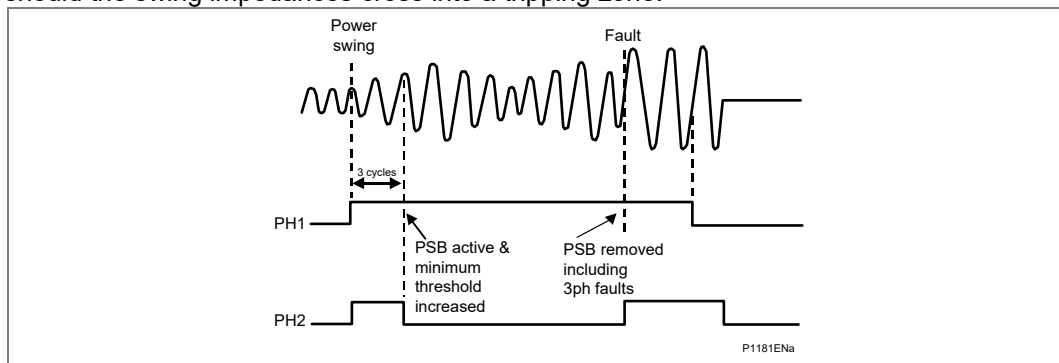 should the swing impedances cross into a tripping zone.
Power
swing
Fault
3 cycles
PH1
PSB active &
minimum
threshold
increased
PSB removed
including
3ph faults
PH2
P1181ENa